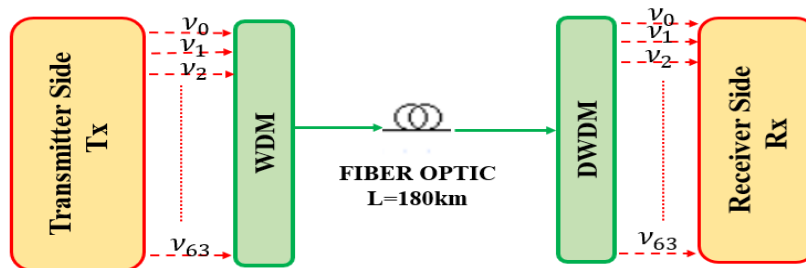 Transmitter Side
Tx
ν0
ν1
ν2
ν63
WDM
FIBER OPTIC
L=180km
DWDM
ν0
ν1
ν2
ν63
Receiver Side
Rx